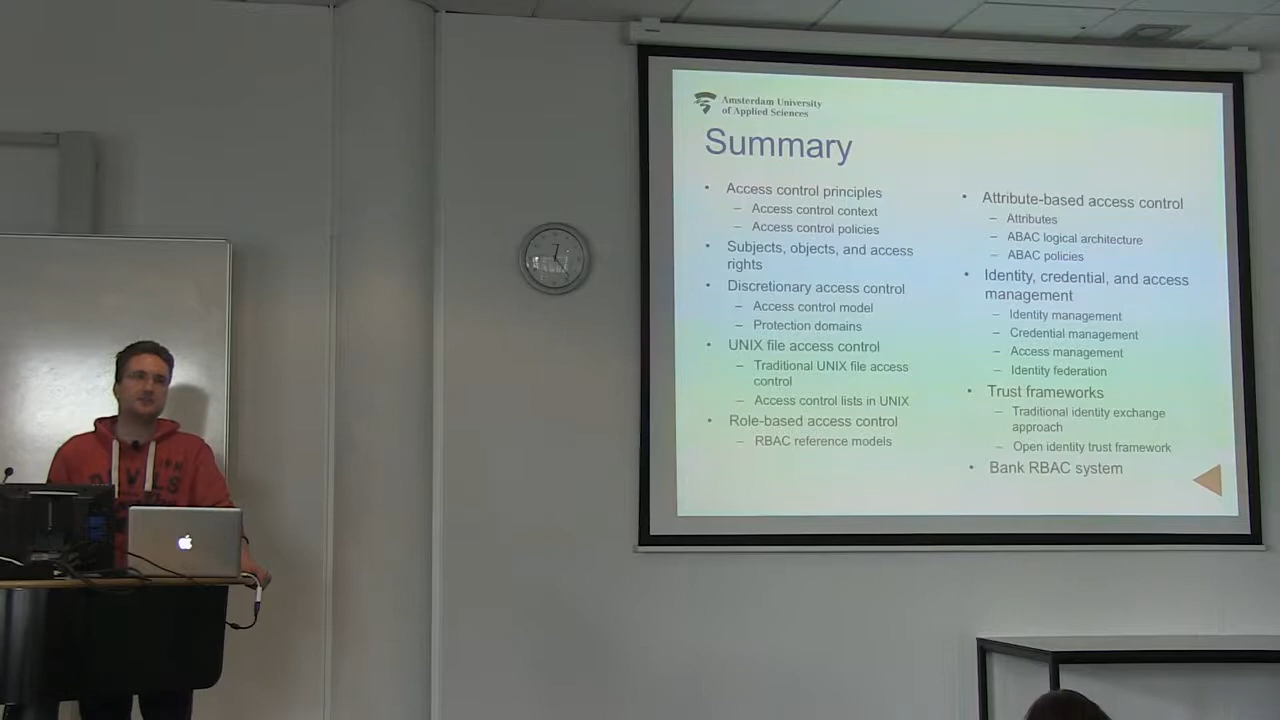 Amsterdam University
of Applied Sciences
Summary
• Access control principles
– Access control context
– Access control policies
• Subjects, objects, and access
rights
• Discretionary access control
– Access control model
– Protection domains
• UNIX file access control
– Traditional UNIX file access
control
– Access control lists in UNIX
• Role-based access control
– RBAC reference models
• Attribute-based access control
– Attributes
– ABAC logical architecture
– ABAC policies
• Identity, credential, and access
management
– Identity management
– Credential management
– Access management
– Identity federation
• Trust frameworks
– Traditional identity exchange
approach
– Open identity trust framework
• Bank RBAC system